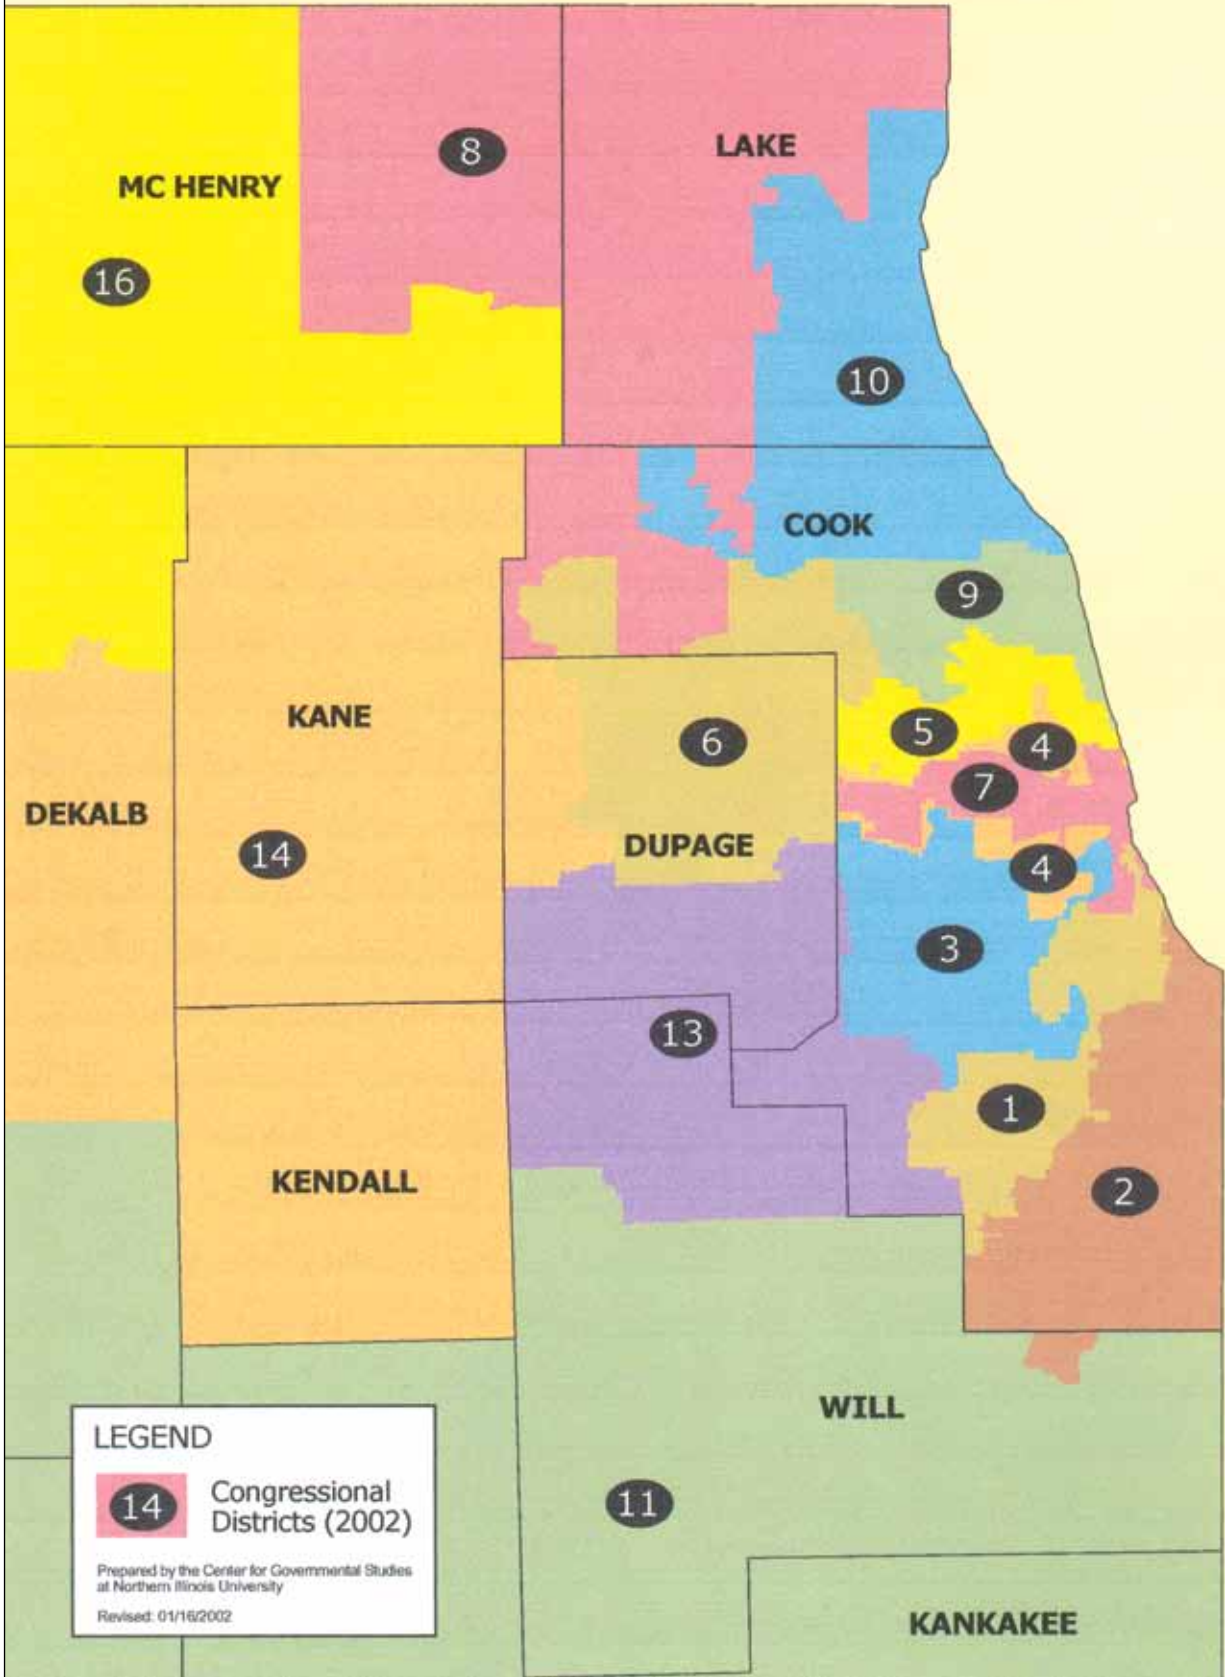 LAKE
8
MC HENRY
16
10
COOK
9
KANE
6
5
4
7
DEKALB
14
DUPAGE
4
3
13
1
KENDALL
2
WILL
LEGEND
14
Congressional
Districts (2002)
11
Prepared by the Center for Governmental Studies
at Northern Illinois University
Revised: 01/16/2002
KANKAKEE